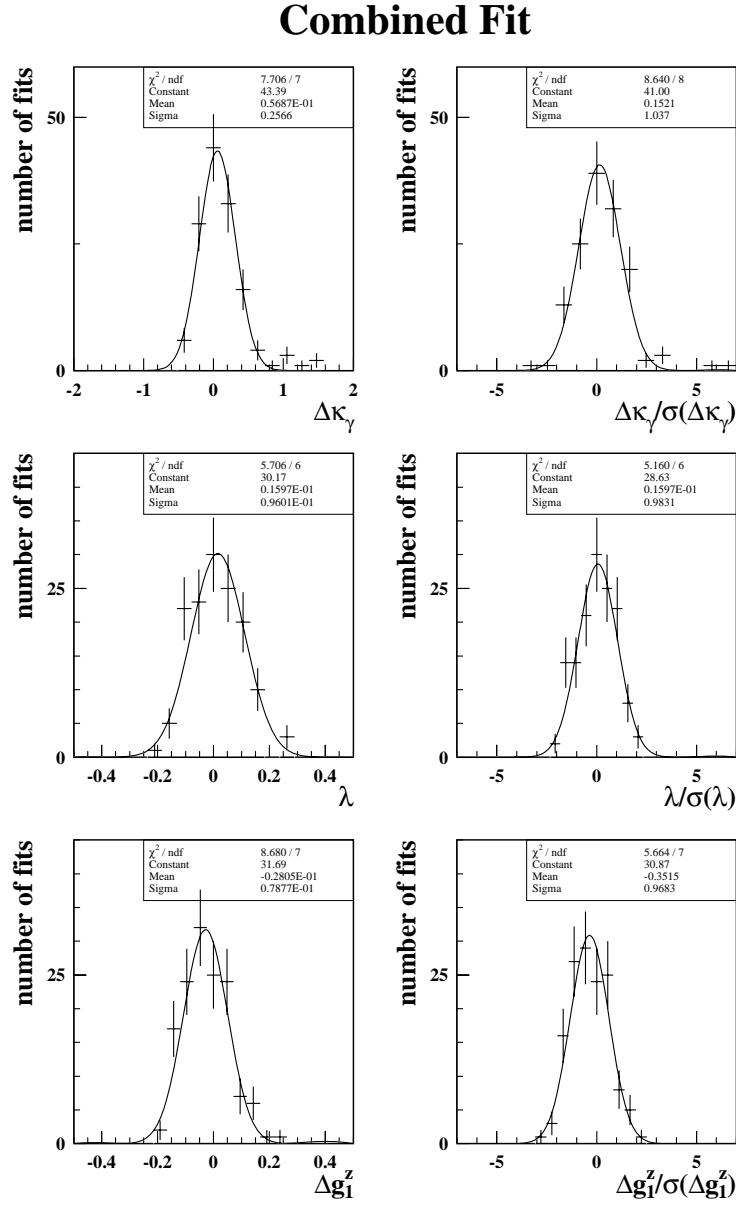 Combined Fit
number of fits
χ² / ndf 7.706 / 7
Constant 43.39
Mean 0.5687E-01
Sigma 0.2566
50
0
-2 -1 0 1 2
Δκγ
number of fits
χ² / ndf 8.640 / 8
Constant 41.00
Mean 0.1521
Sigma 1.037
50
0
-5 0 5
Δκγ/σ(Δκγ)
number of fits
χ² / ndf 5.706 / 6
Constant 30.17
Mean 0.1597E-01
Sigma 0.9601E-01
25
0
-0.4 -0.2 0 0.2 0.4
λ
number of fits
χ² / ndf 5.160 / 6
Constant 28.63
Mean 0.1597E-01
Sigma 0.9831
25
0
-5 0 5
λ/σ(λ)
number of fits
χ² / ndf 8.680 / 7
Constant 31.69
Mean -0.2805E-01
Sigma 0.7877E-01
25
0
-0.4 -0.2 0 0.2 0.4
Δg₁ᶻ
number of fits
χ² / ndf 5.664 / 7
Constant 30.87
Mean -0.3515
Sigma 0.9683
25
0
-5 0 5
Δg₁ᶻ/σ(Δg₁ᶻ)